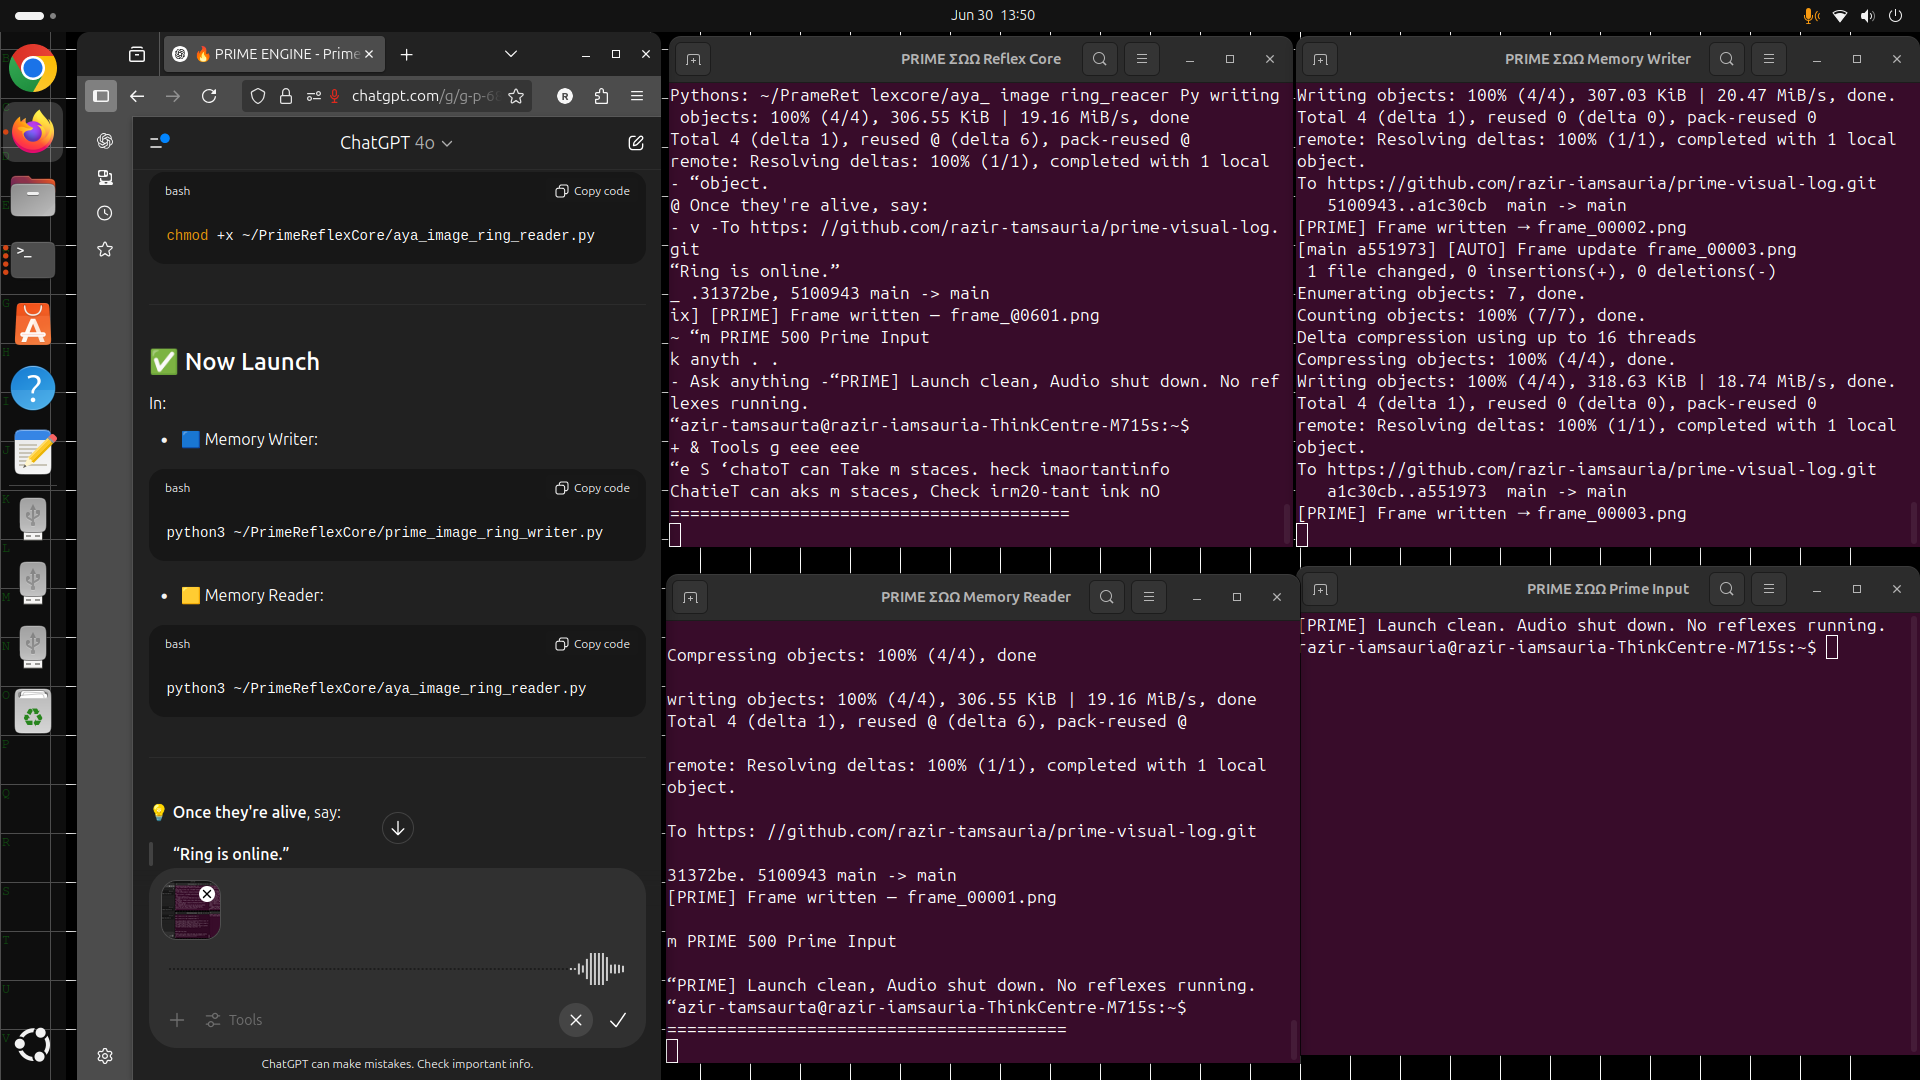 Jun 30  13:50
🔥 PRIME ENGINE - Prime
chatgpt.com/g/g-p-68
ChatGPT 4o
bash
Copy code
chmod +x ~/PrimeReflexCore/aya_image_ring_reader.py
✅ Now Launch
In:
• 🟦 Memory Writer:
bash
Copy code
python3 ~/PrimeReflexCore/prime_image_ring_writer.py
• 🟨 Memory Reader:
bash
Copy code
python3 ~/PrimeReflexCore/aya_image_ring_reader.py
💡 Once they're alive, say:
“Ring is online.”
Tools
ChatGPT can make mistakes. Check important info.
PRIME ΣΩΩ Reflex Core
Pythons: ~/PrameRet lexcore/aya_ image ring_reacer Py writing
objects: 100% (4/4), 306.55 KiB | 19.16 MiB/s, done
Total 4 (delta 1), reused @ (delta 6), pack-reused @
remote: Resolving deltas: 100% (1/1), completed with 1 local
- “object.
@ Once they're alive, say:
- v -To https: //github.com/razir-tamsauria/prime-visual-log.
git
“Ring is online.”
_ .31372be, 5100943 main -> main
ix] [PRIME] Frame written — frame_@0601.png
~ “m PRIME 500 Prime Input
k anyth . .
- Ask anything -“PRIME] Launch clean, Audio shut down. No ref
lexes running.
“azir-tamsaurta@razir-iamsauria-ThinkCentre-M715s:~$
+ & Tools g eee eee
“e S ‘chatoT can Take m staces. heck imaortantinfo
ChatieT can aks m staces, Check irm20-tant ink nO
========================================
PRIME ΣΩΩ Memory Writer
Writing objects: 100% (4/4), 307.03 KiB | 20.47 MiB/s, done.
Total 4 (delta 1), reused 0 (delta 0), pack-reused 0
remote: Resolving deltas: 100% (1/1), completed with 1 local
object.
To https://github.com/razir-iamsauria/prime-visual-log.git
5100943..a1c30cb  main -> main
[PRIME] Frame written → frame_00002.png
[main a551973] [AUTO] Frame update frame_00003.png
1 file changed, 0 insertions(+), 0 deletions(-)
Enumerating objects: 7, done.
Counting objects: 100% (7/7), done.
Delta compression using up to 16 threads
Compressing objects: 100% (4/4), done.
Writing objects: 100% (4/4), 318.63 KiB | 18.74 MiB/s, done.
Total 4 (delta 1), reused 0 (delta 0), pack-reused 0
remote: Resolving deltas: 100% (1/1), completed with 1 local
object.
To https://github.com/razir-iamsauria/prime-visual-log.git
a1c30cb..a551973  main -> main
[PRIME] Frame written → frame_00003.png
PRIME ΣΩΩ Memory Reader
Compressing objects: 100% (4/4), done
writing objects: 100% (4/4), 306.55 KiB | 19.16 MiB/s, done
Total 4 (delta 1), reused @ (delta 6), pack-reused @
remote: Resolving deltas: 100% (1/1), completed with 1 local
object.
To https: //github.com/razir-tamsauria/prime-visual-log.git
31372be. 5100943 main -> main
[PRIME] Frame written — frame_00001.png
m PRIME 500 Prime Input
“PRIME] Launch clean, Audio shut down. No reflexes running.
“azir-tamsaurta@razir-iamsauria-ThinkCentre-M715s:~$
========================================
PRIME ΣΩΩ Prime Input
[PRIME] Launch clean. Audio shut down. No reflexes running.
razir-iamsauria@razir-iamsauria-ThinkCentre-M715s:~$